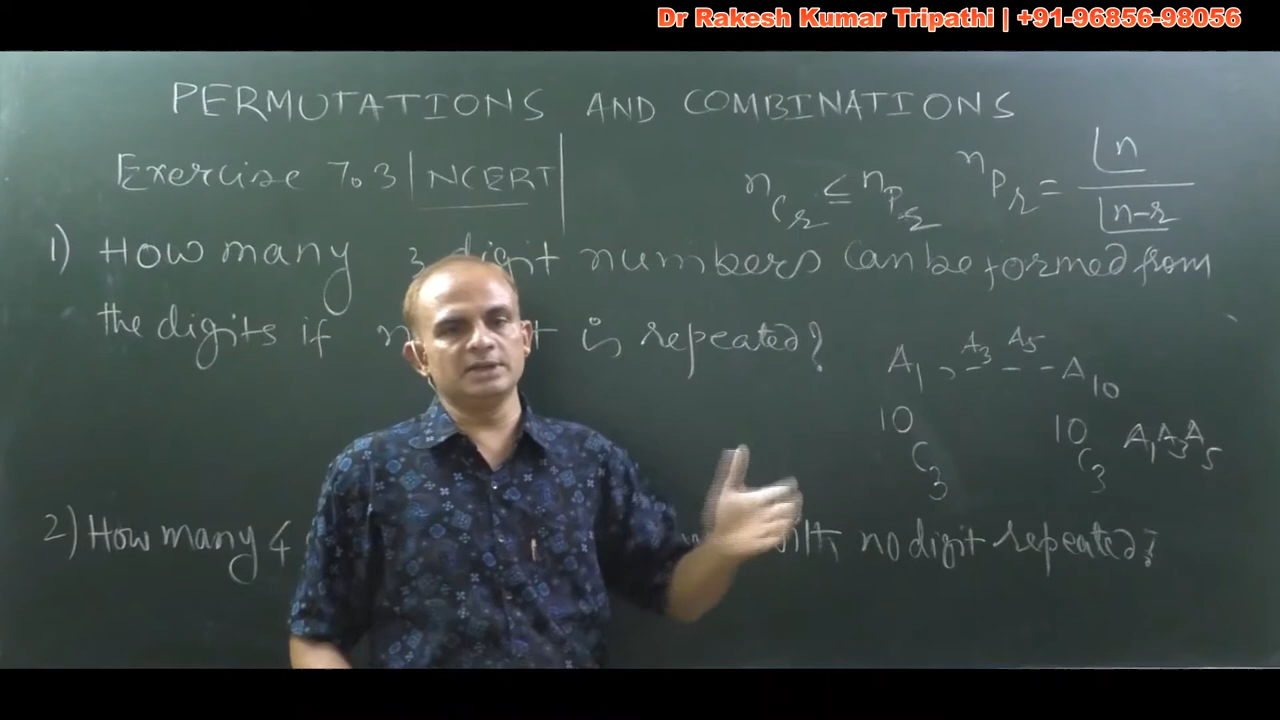 Dr Rakesh Kumar Tripathi | +91-96856-98056
PERMUTATIONS AND COMBINATIONS
Exercise 7.3 | NCERT |
nCr ≤ nPr nPr = ⌊n / ⌊n-r
1) How many 3 digit numbers can be formed from
the digits if is repeated?
A1, - A3 - A5 - A10
10C3 10C3 A1A3A5
2) How many 4 with no digit repeated?